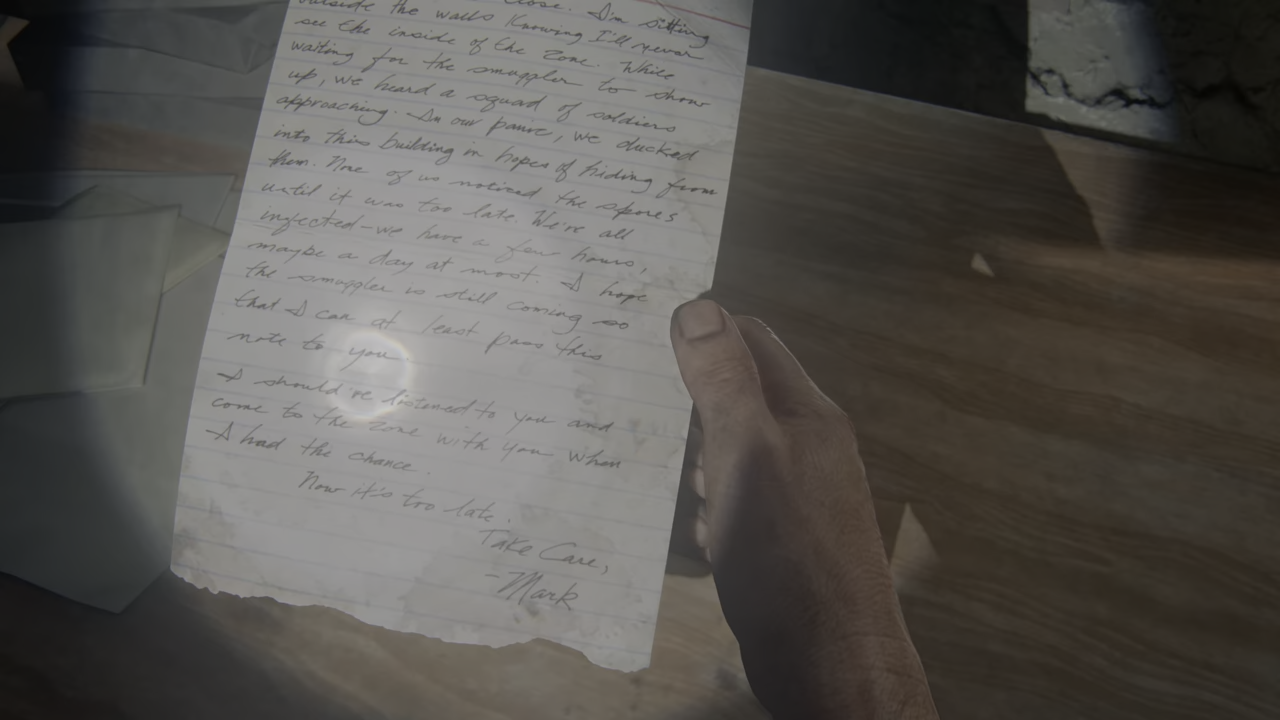 close. I'm sitting
outside the walls knowing I'll never
see the inside of the zone. While
waiting for the smuggler to show
up, we heard a squad of soldiers
approaching. In our panic, we ducked
into this building in hopes of hiding from
them. None of us noticed the spores
until it was too late. We're all
infected-we have a few hours,
maybe a day at most. I hope
the smuggler is still coming so
that I can at least pass this
note to you.
I should've listened to you and
come to the zone with you when
I had the chance.
Now it's too late.
Take Care,
-Mark